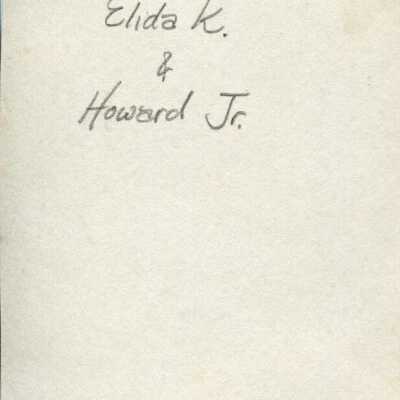 Elida K.
&
Howard Jr.